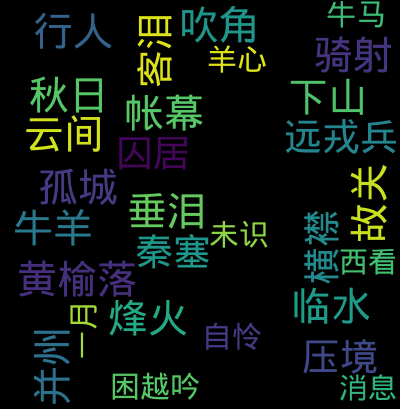 行人
客泪
吹角
牛马
羊心
骑射
秋日
帐幕
下山
云间
囚居
远戎兵
孤城
垂泪
故关
牛羊
秦塞
未识
横襟
西看
黄榆落
一月
烽火
临水
自怜
并州
压境
困越吟
消息